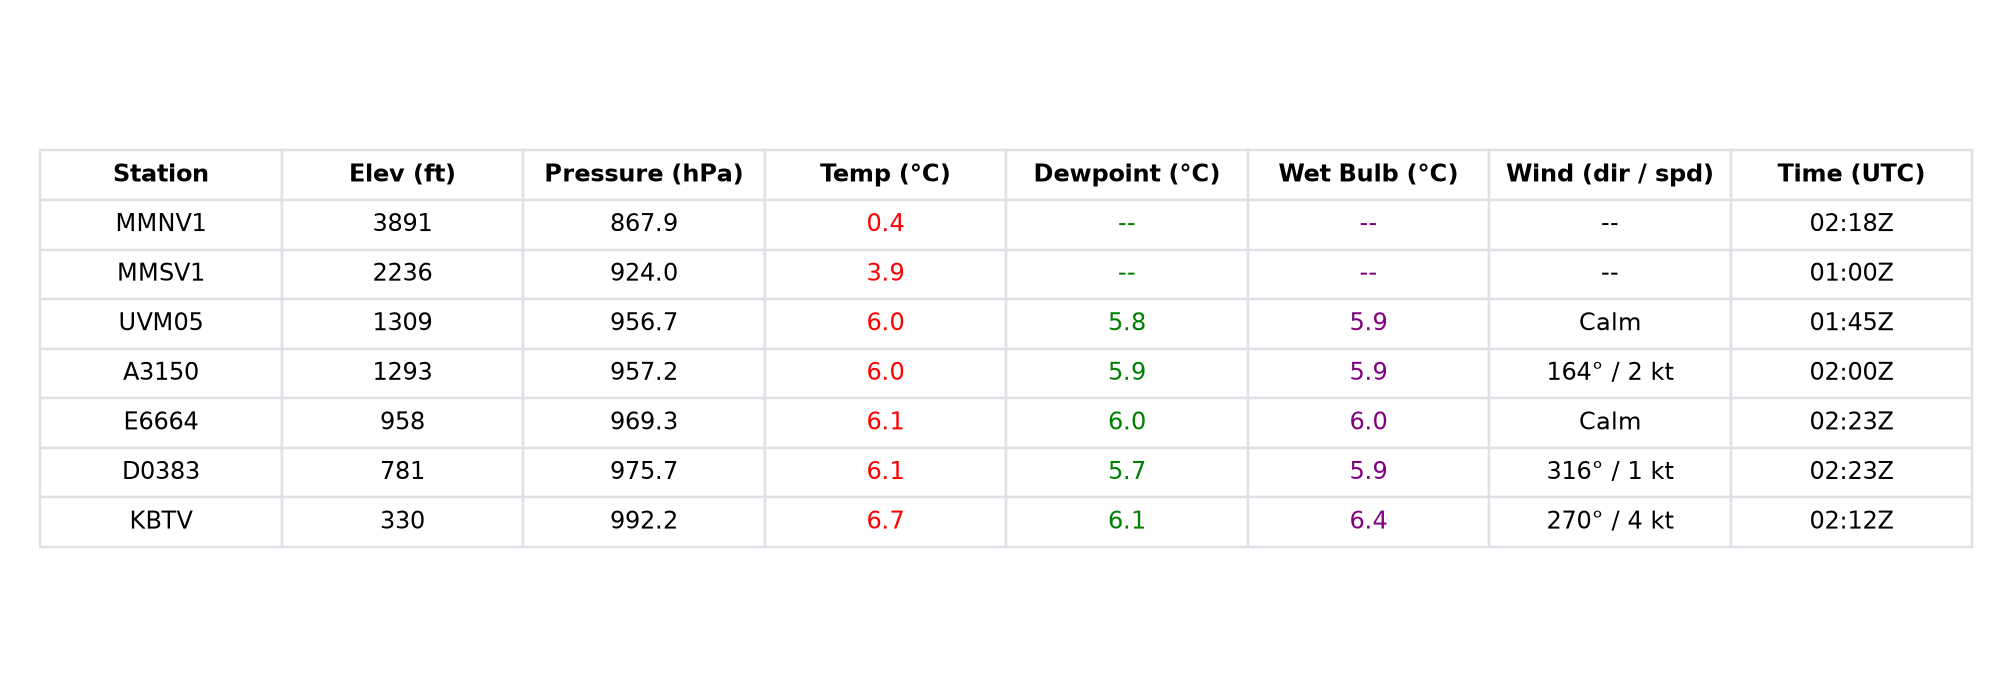 Station Elev (ft) Pressure (hPa) Temp (°C) Dewpoint (°C) Wet Bulb (°C) Wind (dir / spd) Time (UTC)
MMNV1 3891 867.9 0.4 -- -- -- 02:18Z
MMSV1 2236 924.0 3.9 -- -- -- 01:00Z
UVM05 1309 956.7 6.0 5.8 5.9 Calm 01:45Z
A3150 1293 957.2 6.0 5.9 5.9 164° / 2 kt 02:00Z
E6664 958 969.3 6.1 6.0 6.0 Calm 02:23Z
D0383 781 975.7 6.1 5.7 5.9 316° / 1 kt 02:23Z
KBTV 330 992.2 6.7 6.1 6.4 270° / 4 kt 02:12Z